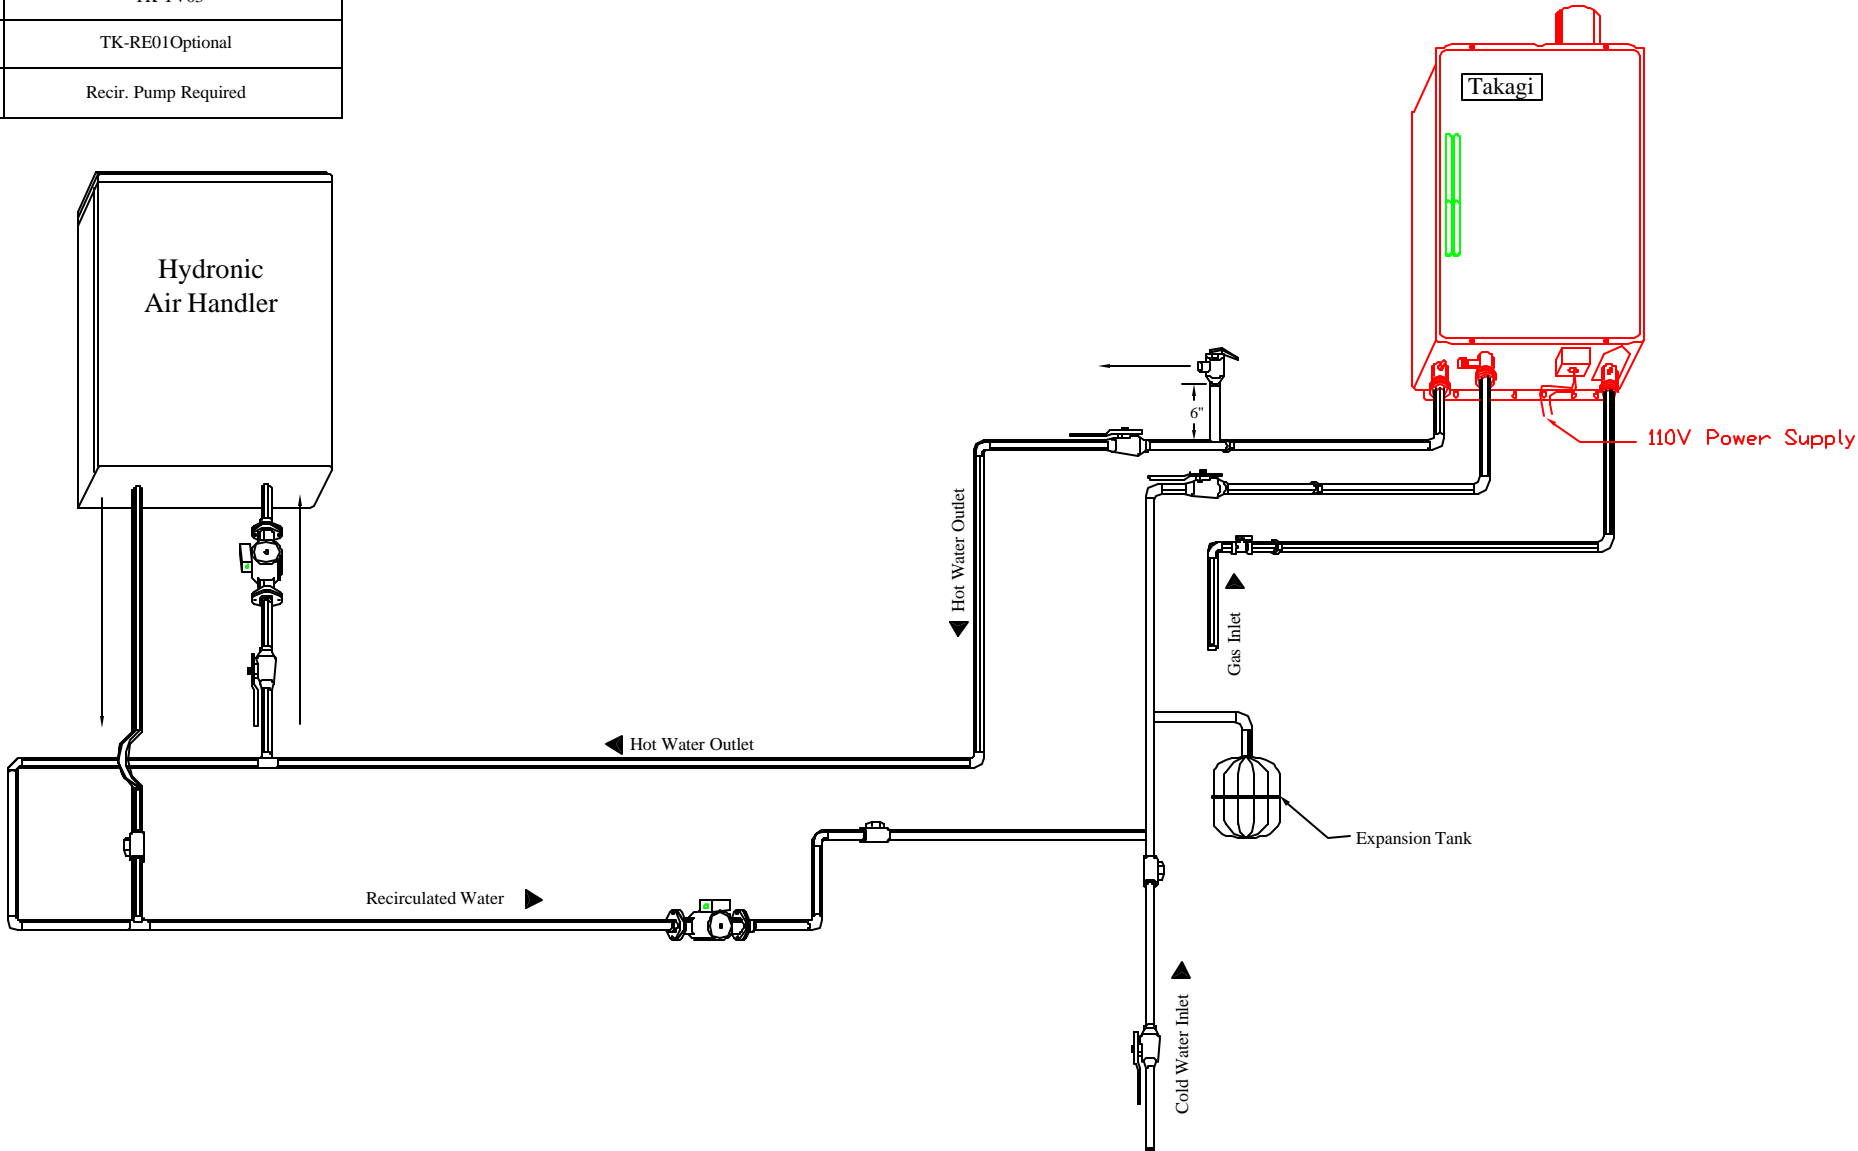 TK-RE01Optional
Recir. Pump Required
Takagi
Hydronic
Air Handler
6"
110V Power Supply
Hot Water Outlet
Gas Inlet
Hot Water Outlet
Expansion Tank
Recirculated Water
Cold Water Inlet